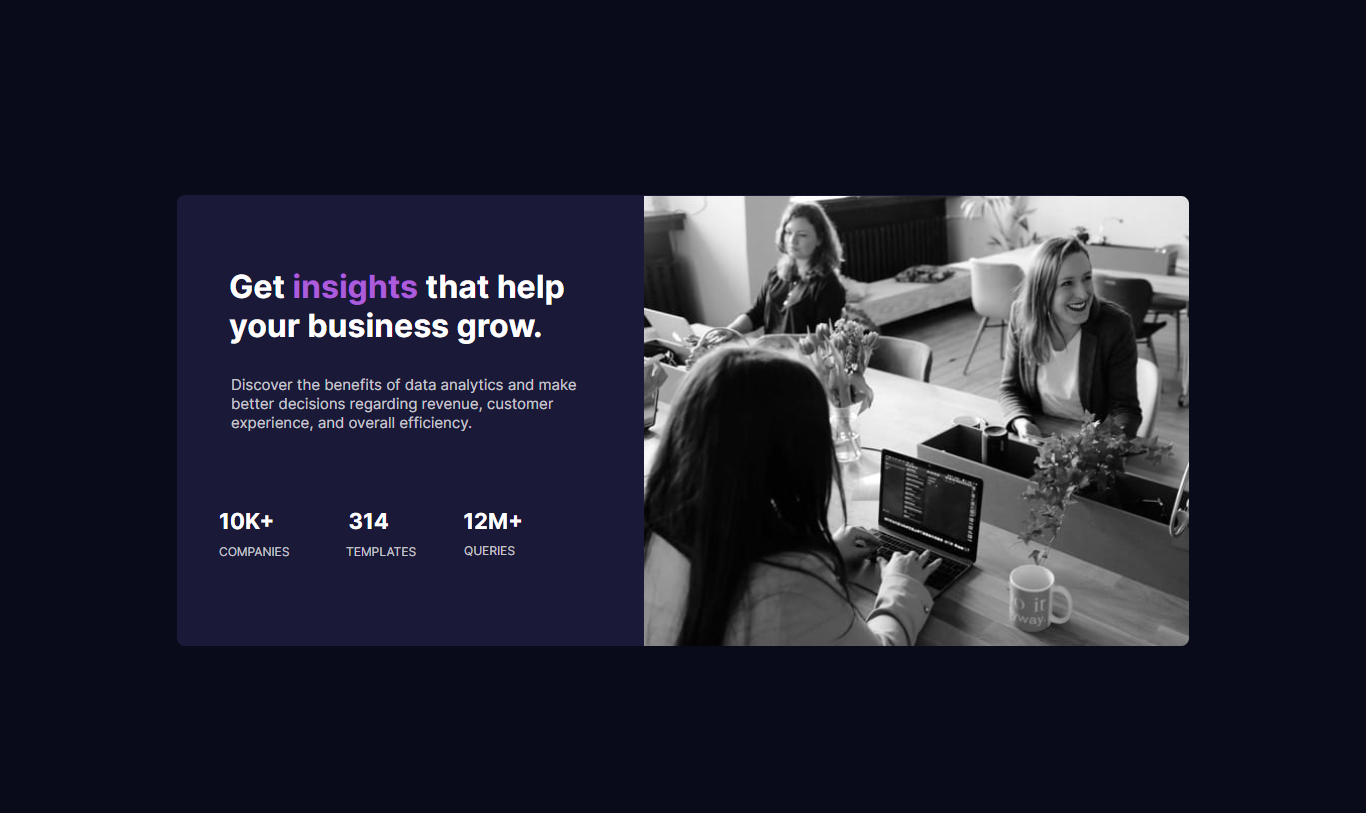 Get insights that help
your business grow.
Discover the benefits of data analytics and make
better decisions regarding revenue, customer
experience, and overall efficiency.
10K+ 314 12M+
COMPANIES TEMPLATES QUERIES
it